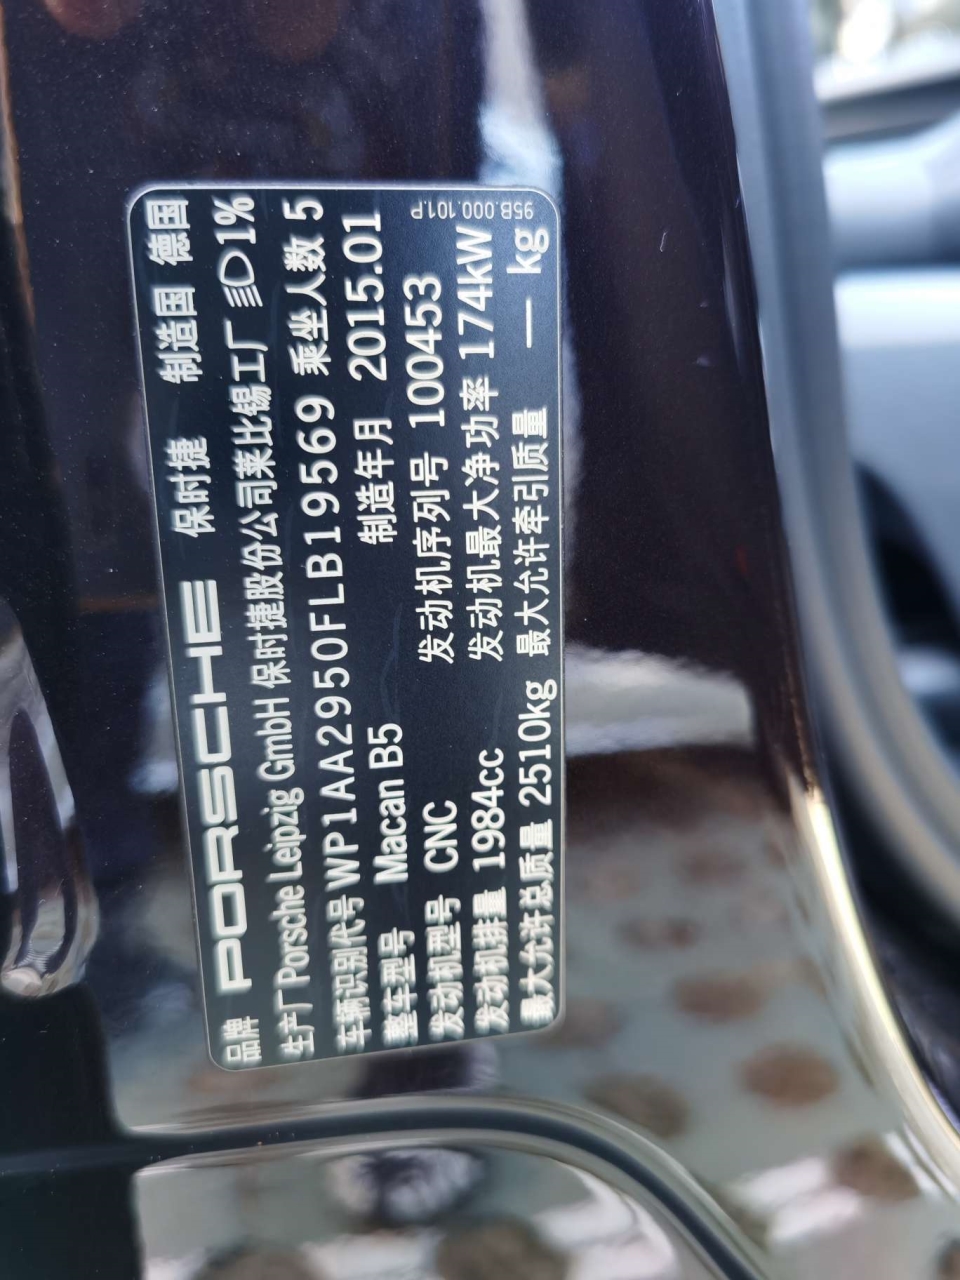 品牌 PORSCHE 保时捷 制造国 德国
生产厂 Porsche Leipzig GmbH 保时捷股份公司莱比锡工厂 1%
车辆识别代号 WP1AA2950FLB19569 乘坐人数 5
整车型号 Macan B5 制造年月 2015.01
发动机型号 CNC 发动机序列号 100453
发动机排量 1984cc 发动机最大净功率 174kW
最大允许总质量 2510kg 最大允许牵引质量 — kg
95B.000.101.P